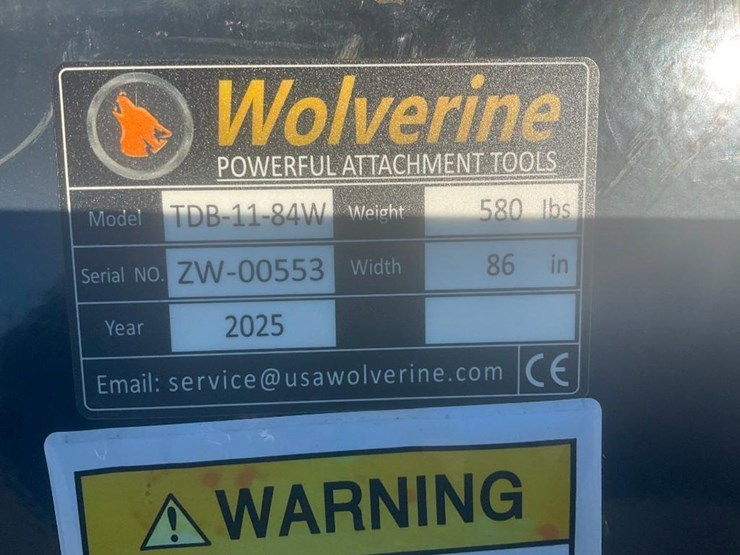 Wolverine
POWERFUL ATTACHMENT TOOLS
Model TDB-11-84W Weight 580 lbs
Serial NO. ZW-00553 Width 86 in
Year 2025
Email: service@usawolverine.com CE
WARNING